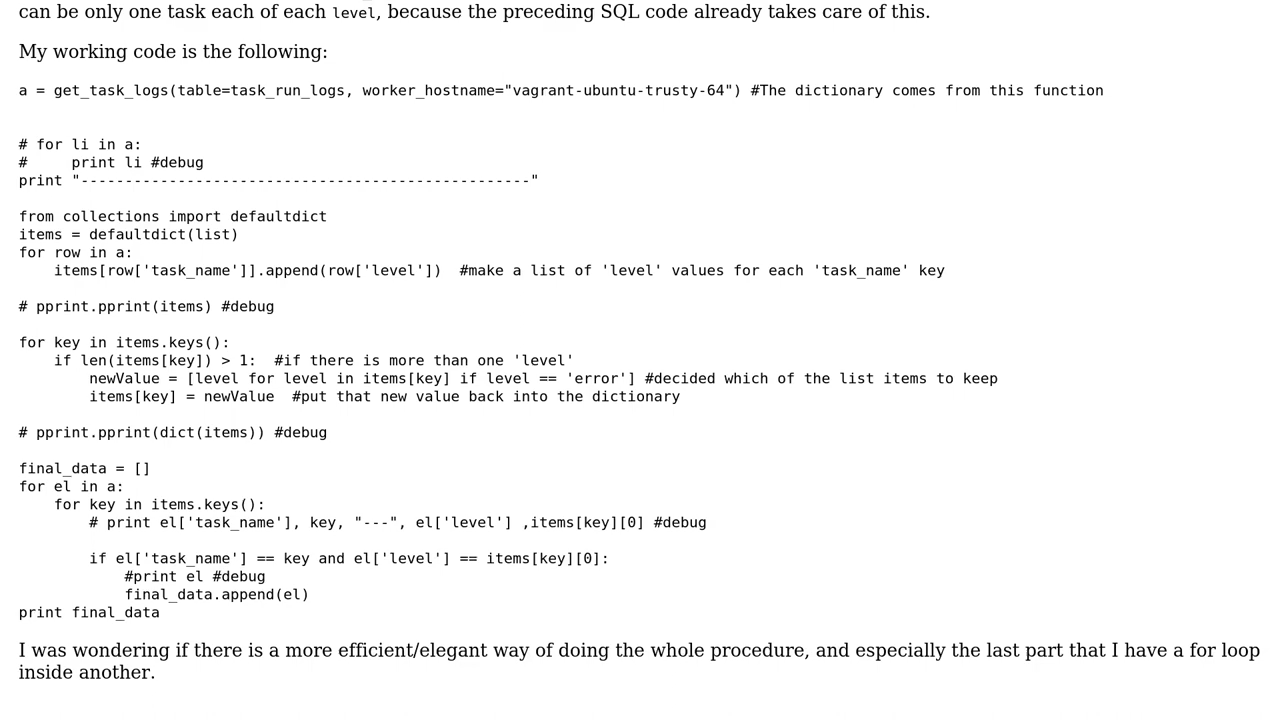 can be only one task each of each level, because the preceding SQL code already takes care of this.
My working code is the following:
a = get_task_logs(table=task_run_logs, worker_hostname="vagrant-ubuntu-trusty-64") #The dictionary comes from this function
# for li in a:
#     print li #debug
print "---------------------------------------------------"
from collections import defaultdict
items = defaultdict(list)
for row in a:
    items[row['task_name']].append(row['level'])  #make a list of 'level' values for each 'task_name' key
# pprint.pprint(items) #debug
for key in items.keys():
    if len(items[key]) > 1:  #if there is more than one 'level'
        newValue = [level for level in items[key] if level == 'error'] #decided which of the list items to keep
        items[key] = newValue  #put that new value back into the dictionary
# pprint.pprint(dict(items)) #debug
final_data = []
for el in a:
    for key in items.keys():
        # print el['task_name'], key, "---", el['level'] ,items[key][0] #debug
        if el['task_name'] == key and el['level'] == items[key][0]:
            #print el #debug
            final_data.append(el)
print final_data
I was wondering if there is a more efficient/elegant way of doing the whole procedure, and especially the last part that I have a for loop
inside another.